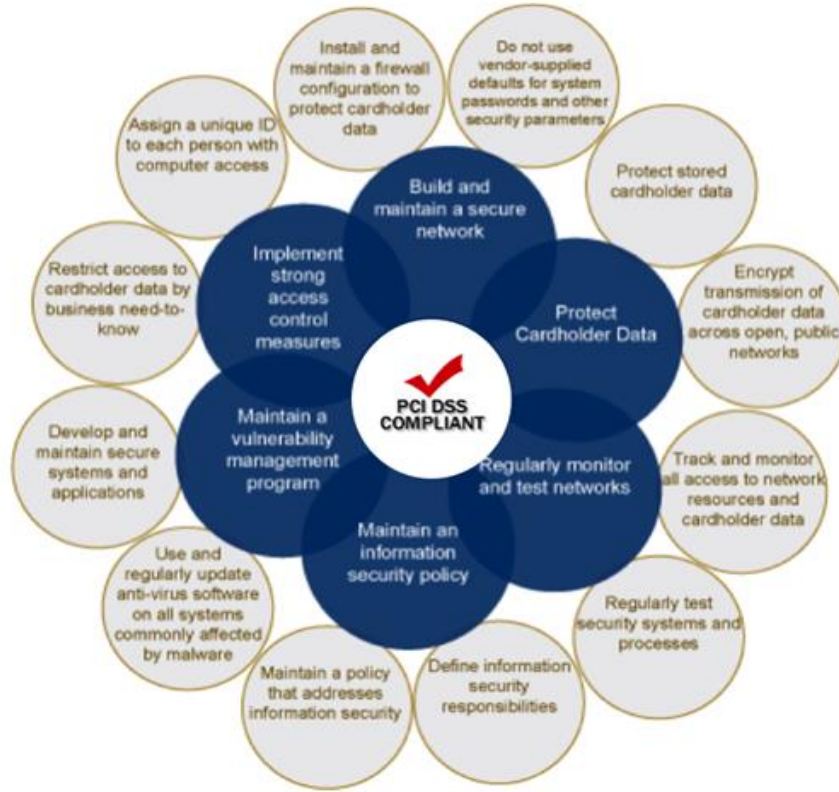 Install and
maintain a firewall
configuration to
protect cardholder
data
Do not use
vendor-supplied
defaults for system
passwords and other
security parameters
Protect stored
cardholder data
Encrypt
transmission of
cardholder data
across open, public
networks
Track and monitor
all access to network
resources and
cardholder data
Regularly test
security systems and
processes
Define information
security
responsibilities
Maintain a policy
that addresses
information security
Use and
regularly update
anti-virus software
on all systems
commonly affected
by malware
Develop and
maintain secure
systems and
applications
Restrict access to
cardholder data by
business need-to-
know
Assign a unique ID
to each person with
computer access
Build and
maintain a secure
network
Protect
Cardholder Data
Regularly monitor
and test networks
Maintain an
information
security policy
Maintain a
vulnerability
management
program
Implement
strong
access
control
measures
PCI DSS
COMPLIANT